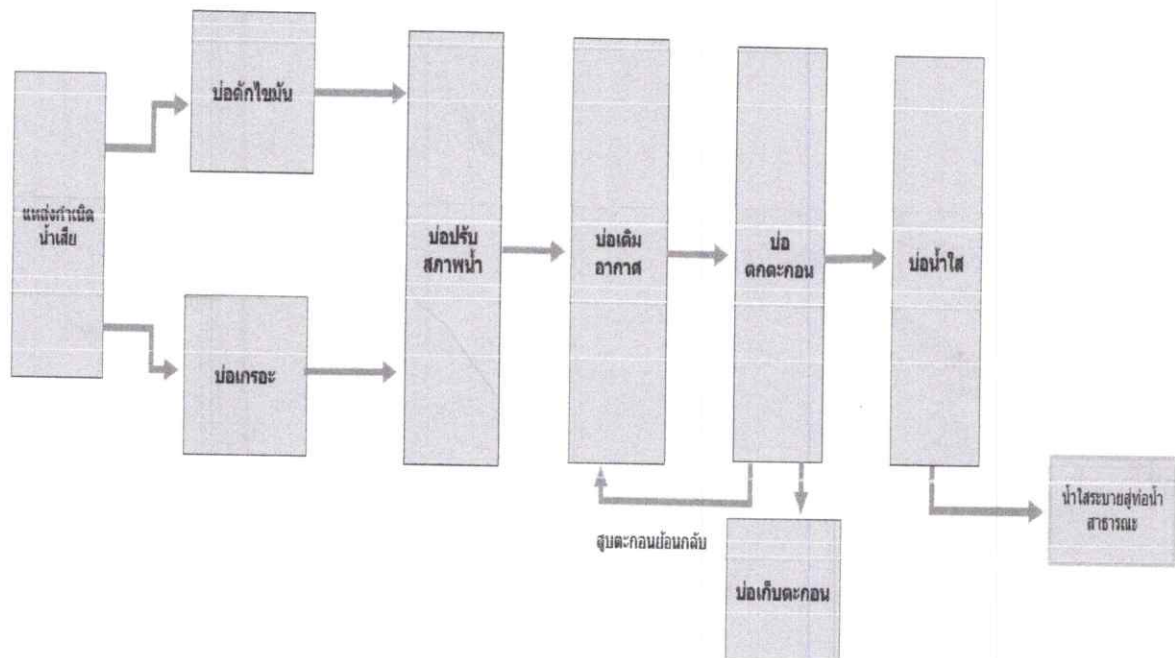 บ่อดักไขมัน
แหล่งกำเนิด
น้ำเสีย
บ่อปรับ
สภาพน้ำ
บ่อเติม
อากาศ
บ่อ
ตกตะกอน
บ่อน้ำใส
บ่อเกรอะ
สูบตะกอนย้อนกลับ
บ่อเก็บตะกอน
น้ำใสระบายสู่ท่อน้ำ
สาธารณะ